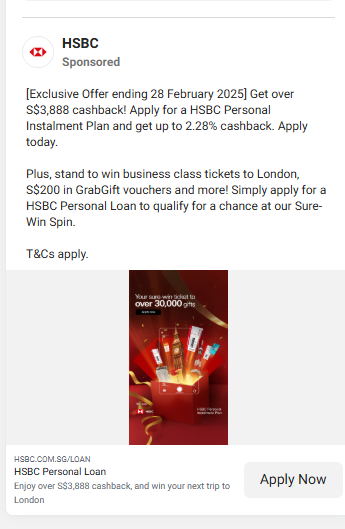 HSBC
Sponsored
[Exclusive Offer ending 28 February 2025] Get over
S$3,888 cashback! Apply for a HSBC Personal
Instalment Plan and get up to 2.28% cashback. Apply
today.
Plus, stand to win business class tickets to London,
S$200 in GrabGift vouchers and more! Simply apply for a
HSBC Personal Loan to qualify for a chance at our Sure-
Win Spin.
T&Cs apply.
Your sure-win ticket to
over 30,000 gifts
Apply now
HSBC
HSBC Personal
Instalment Plan
HSBC.COM.SG/LOAN
HSBC Personal Loan
Enjoy over S$3,888 cashback, and win your next trip to
London
Apply Now